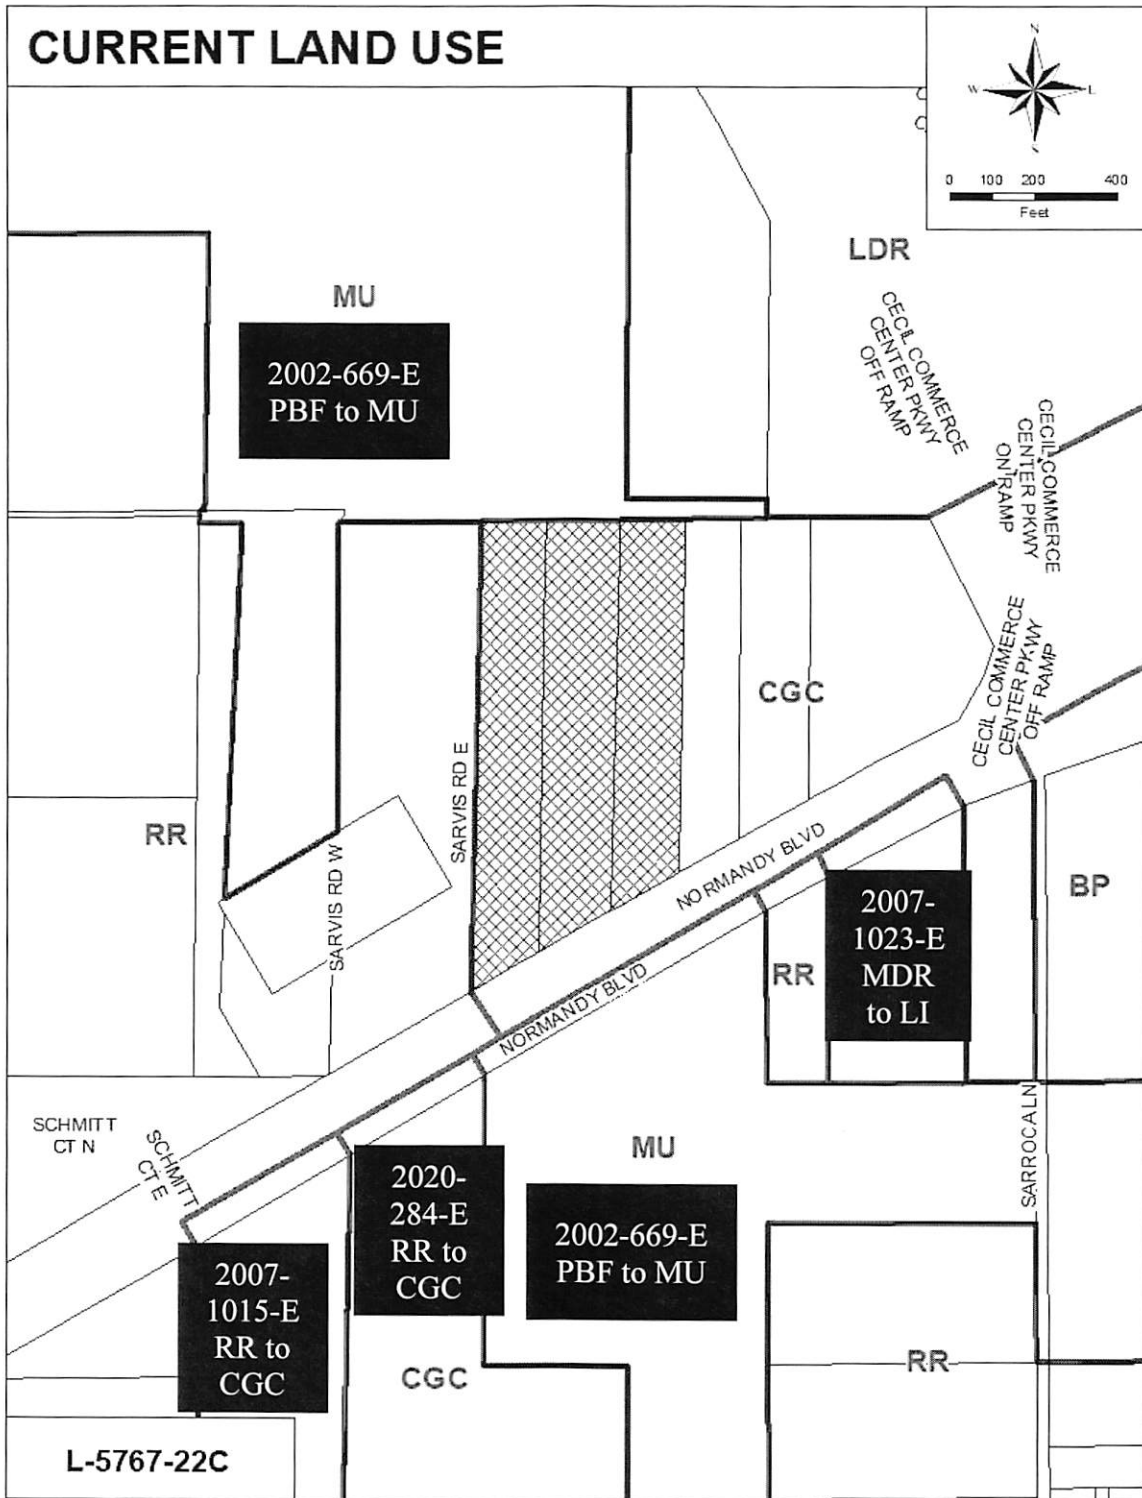 CURRENT LAND USE
N
W
L
S
0 100 200 400
Feet
LDR
MU
2002-669-E
PBF to MU
CECIL COMMERCE
CENTER PKWY
OFF RAMP
CECIL COMMERCE
CENTER PKWY
ON RAMP
CECIL COMMERCE
CENTER PKWY
OFF RAMP
CGC
SARVIS RD E
RR
SARVIS RD W
NORMANDY BLVD
BP
2007-
1023-E
MDR
to LI
RR
NORMANDY BLVD
SCHMITT
CT N
SCHMITT
CT E
MU
SARROCA LN
2020-
284-E
RR to
CGC
2002-669-E
PBF to MU
2007-
1015-E
RR to
CGC
CGC
RR
L-5767-22C